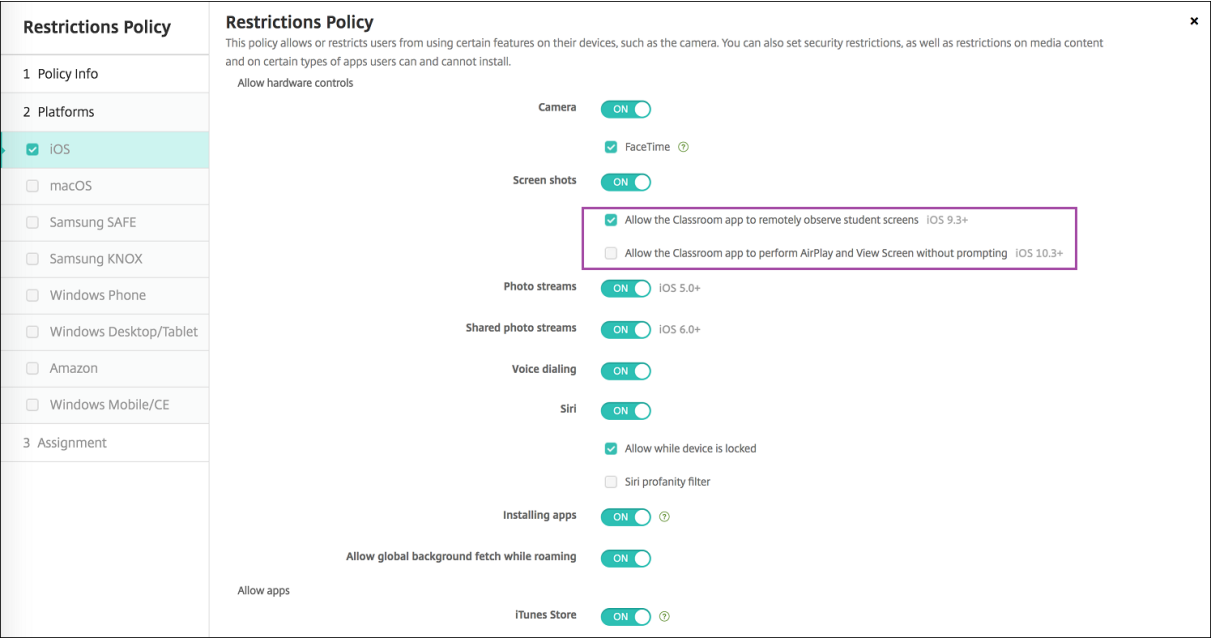 Restrictions Policy
1 Policy Info
2 Platforms
iOS
macOS
Samsung SAFE
Samsung KNOX
Windows Phone
Windows Desktop/Tablet
Amazon
Windows Mobile/CE
3 Assignment
Restrictions Policy
This policy allows or restricts users from using certain features on their devices, such as the camera. You can also set security restrictions, as well as restrictions on media content
and on certain types of apps users can and cannot install.
Allow hardware controls
Camera ON
FaceTime ?
Screen shots ON
Allow the Classroom app to remotely observe student screens iOS 9.3+
Allow the Classroom app to perform AirPlay and View Screen without prompting iOS 10.3+
Photo streams ON iOS 5.0+
Shared photo streams ON iOS 6.0+
Voice dialing ON
Siri ON
Allow while device is locked
Siri profanity filter
Installing apps ON ?
Allow global background fetch while roaming ON
Allow apps
iTunes Store ON ?